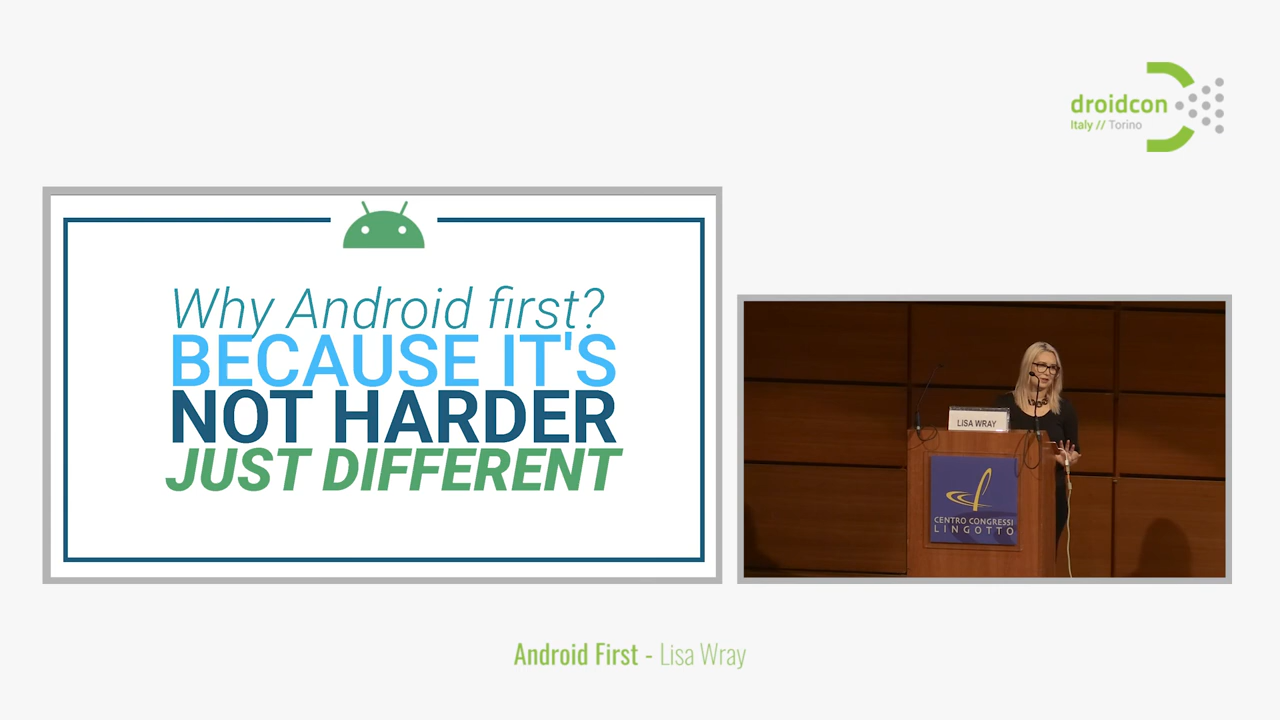 droidcon
Italy // Torino
Why Android first?
BECAUSE IT'S
NOT HARDER
JUST DIFFERENT
LISA WRAY
CENTRO CONGRESSI
LINGOTTO
Android First - Lisa Wray